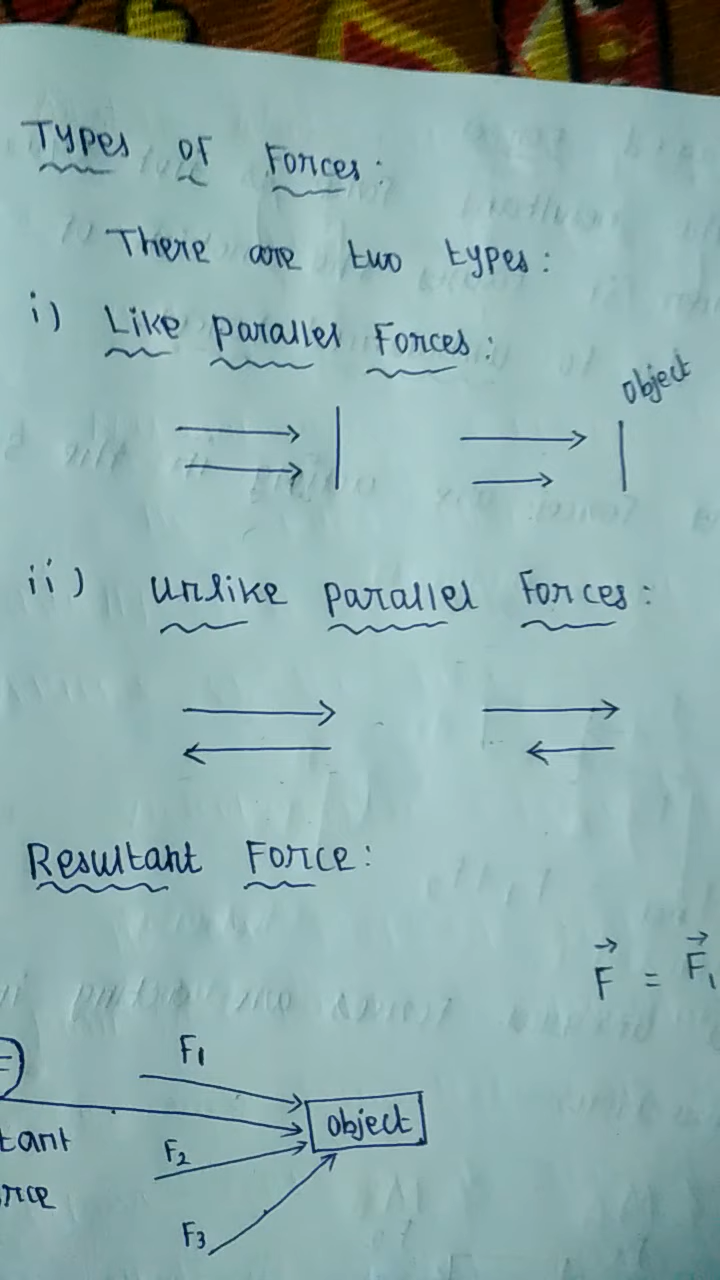 Types of Forces:
There are two types:
i) Like parallel Forces:
object
ii) Unlike parallel Forces:
Resultant Force:
F⃗ = F⃗₁
F₁
object
F₂
F₃